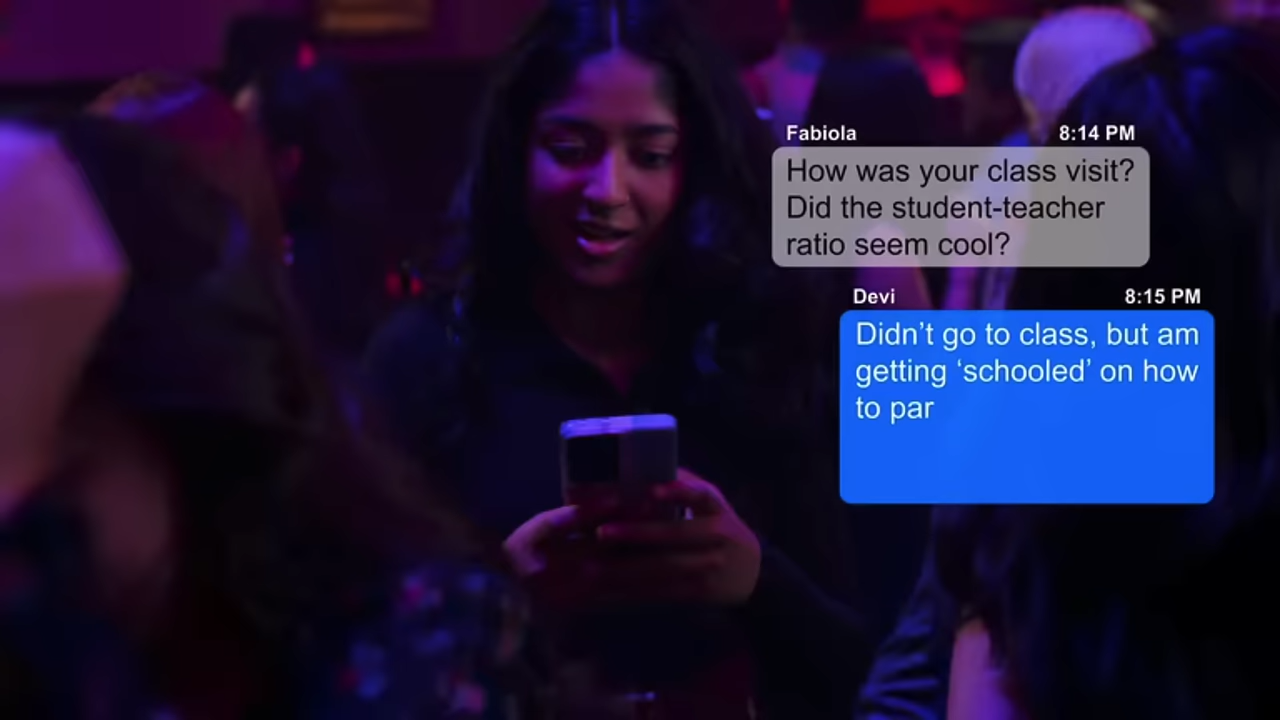 Fabiola 8:14 PM
How was your class visit?
Did the student-teacher
ratio seem cool?
Devi 8:15 PM
Didn’t go to class, but am
getting ‘schooled’ on how
to par